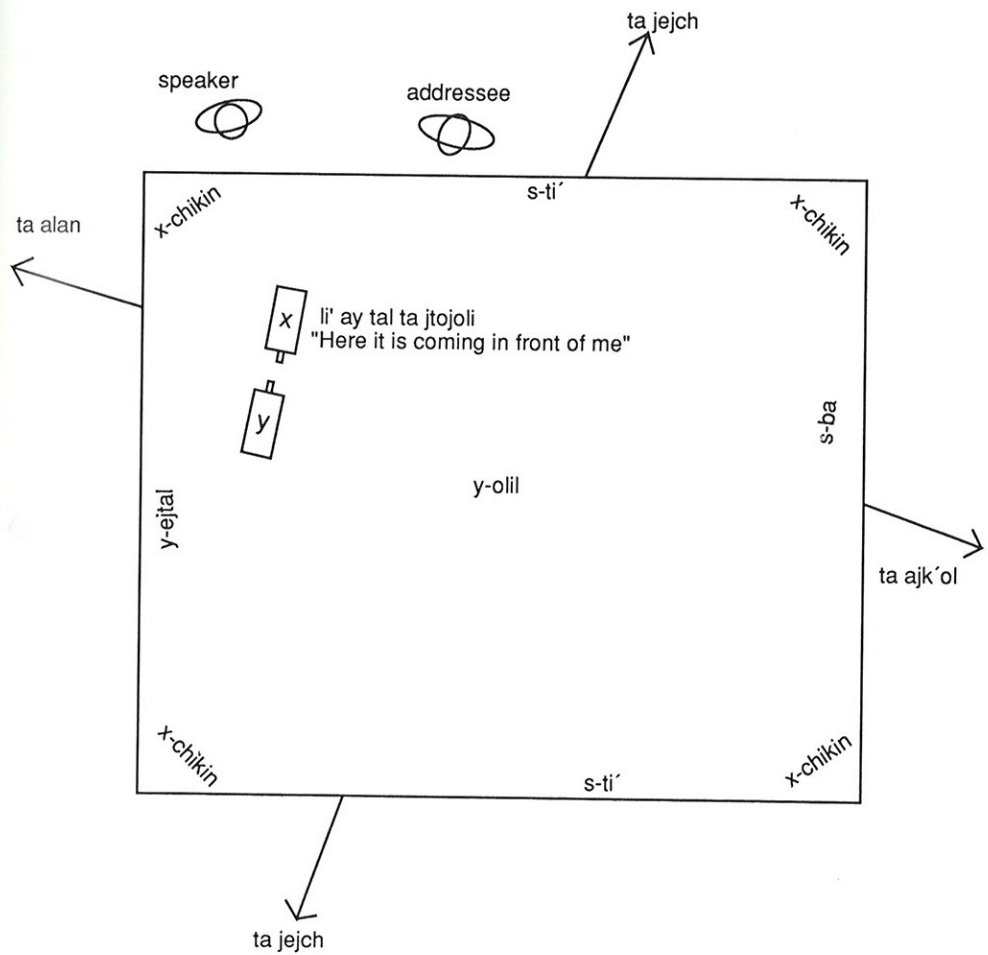 ta jejch
speaker
addressee
x-chikin
s-ti´
x-chikin
ta alan
x
li' ay tal ta jtojoli
"Here it is coming in front of me"
y
s-ba
y-olil
y-ejtal
ta ajk´ol
x-chikin
s-ti´
x-chikin
ta jejch